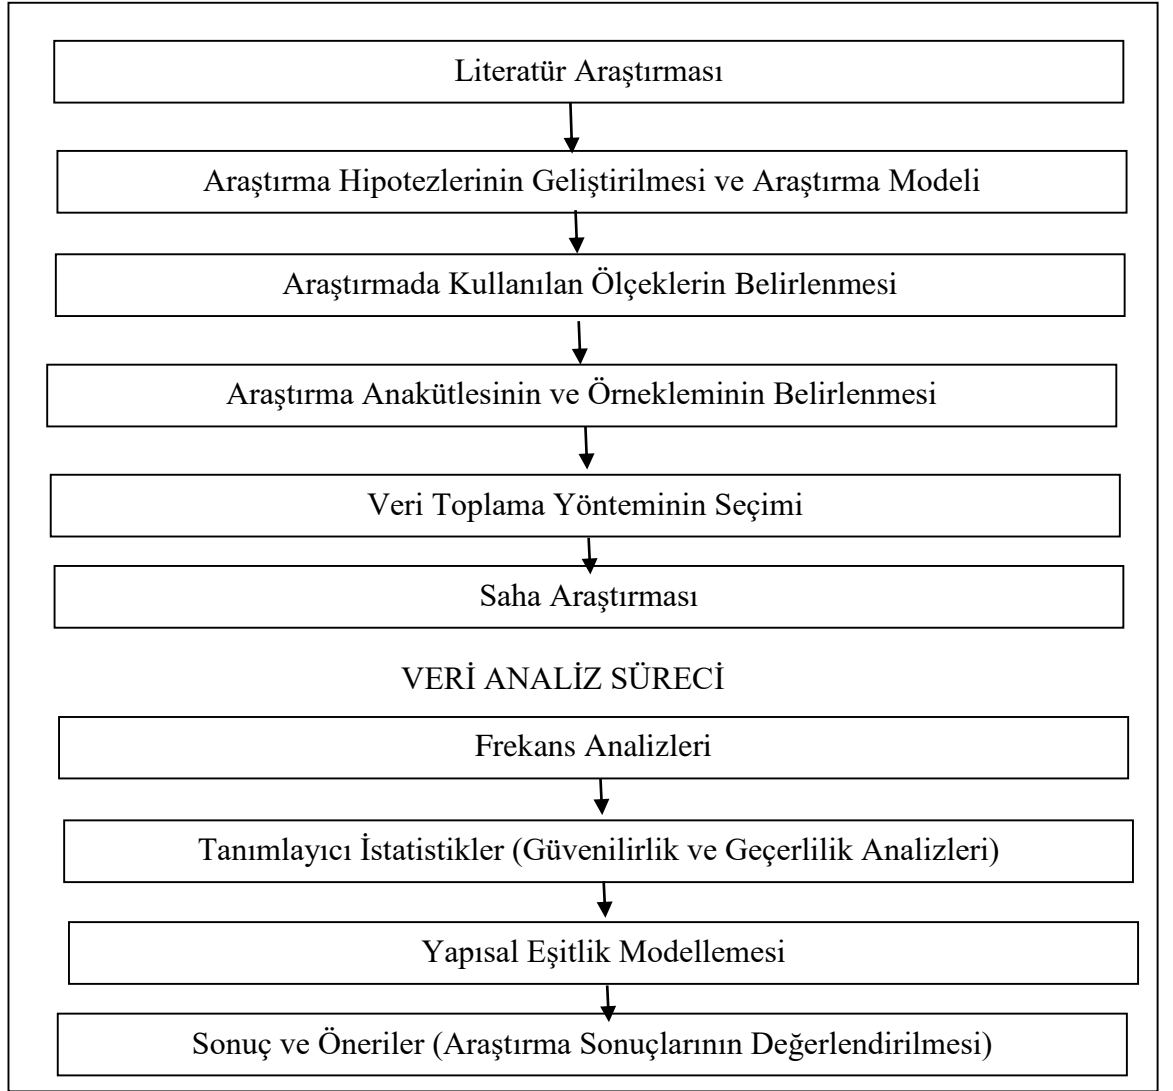 Literatür Araştırması
Araştırma Hipotezlerinin Geliştirilmesi ve Araştırma Modeli
Araştırmada Kullanılan Ölçeklerin Belirlenmesi
Araştırma Anakütlesinin ve Örnekleminin Belirlenmesi
Veri Toplama Yönteminin Seçimi
Saha Araştırması
VERİ ANALİZ SÜRECİ
Frekans Analizleri
Tanımlayıcı İstatistikler (Güvenilirlik ve Geçerlilik Analizleri)
Yapısal Eşitlik Modellemesi
Sonuç ve Öneriler (Araştırma Sonuçlarının Değerlendirilmesi)